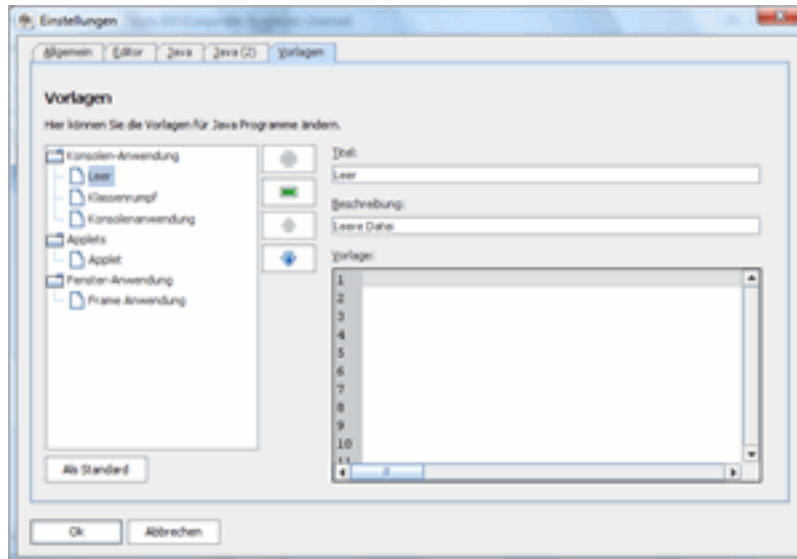 Einstellungen
Allgemein Editor Java Java (2) Vorlagen
Vorlagen
Hier können Sie die Vorlagen für Java Programme ändern.
Konsolen-Anwendung
Leer
Klassenrumpf
Konsolenanwendung
Applets
Applet
Fenster-Anwendung
Frame Anwendung
Als Standard
Titel:
Leer
Beschreibung:
Leere Datei
Vorlage:
1
2
3
4
5
6
7
8
9
10
11
Ok Abbrechen